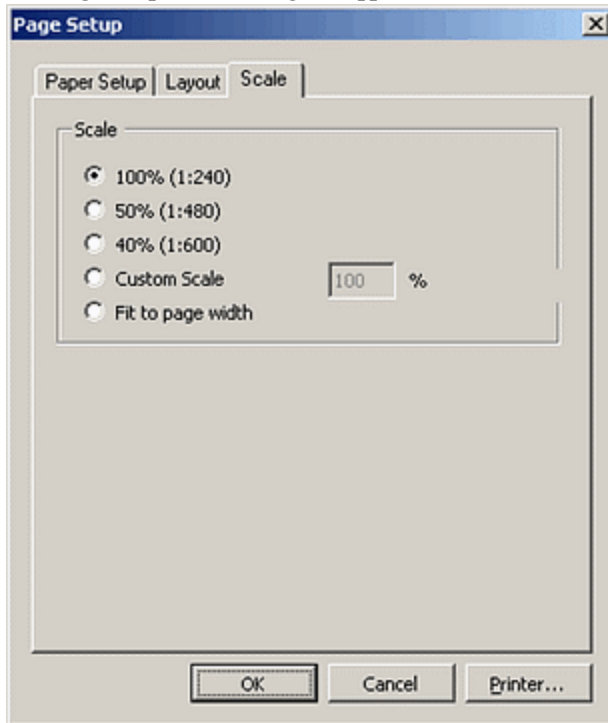 Page Setup
Paper Setup Layout Scale
Scale
100% (1:240)
50% (1:480)
40% (1:600)
Custom Scale 100 %
Fit to page width
OK Cancel Printer...